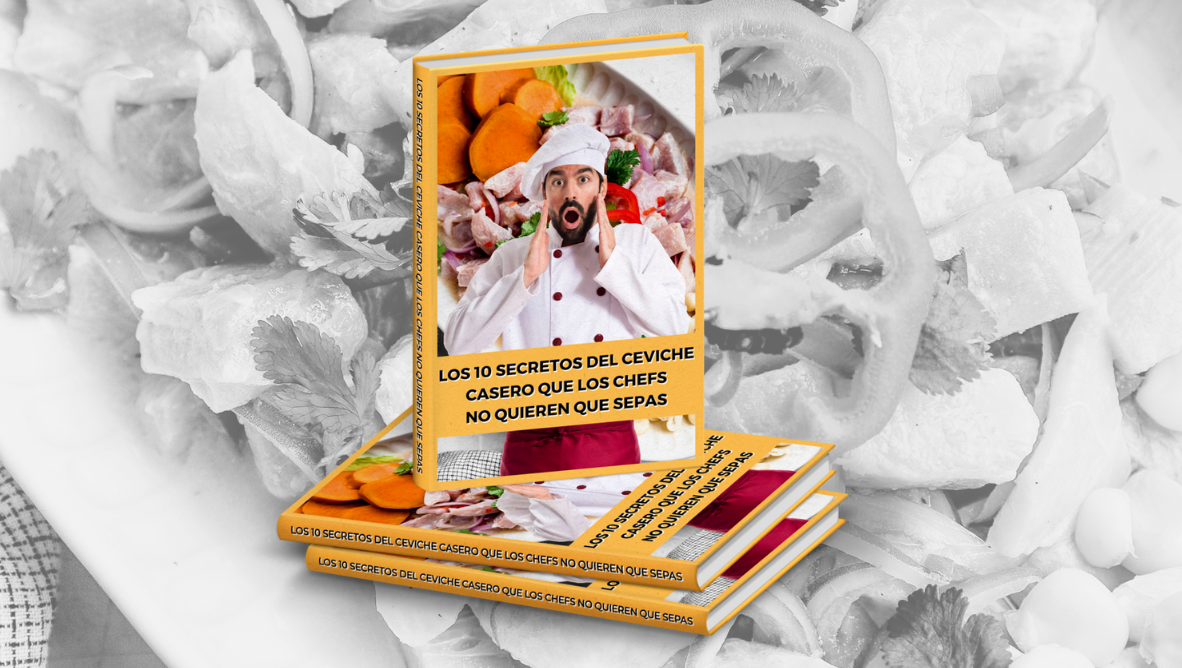 LOS 10 SECRETOS DEL CEVICHE CASERO QUE LOS CHEFS NO QUIEREN QUE SEPAS
LOS 10 SECRETOS DEL CEVICHE
CASERO QUE LOS CHEFS
NO QUIEREN QUE SEPAS
LOS 10 SECRETOS DEL CEVICHE
CASERO QUE LOS CHEFS
NO QUIEREN QUE SEPAS
LOS 10 SECRETOS DEL CEVICHE CASERO QUE LOS CHEFS NO QUIEREN QUE SEPAS
LOS 10 SECRETOS DEL CEVICHE CASERO QUE LOS CHEFS NO QUIEREN QUE SEPAS